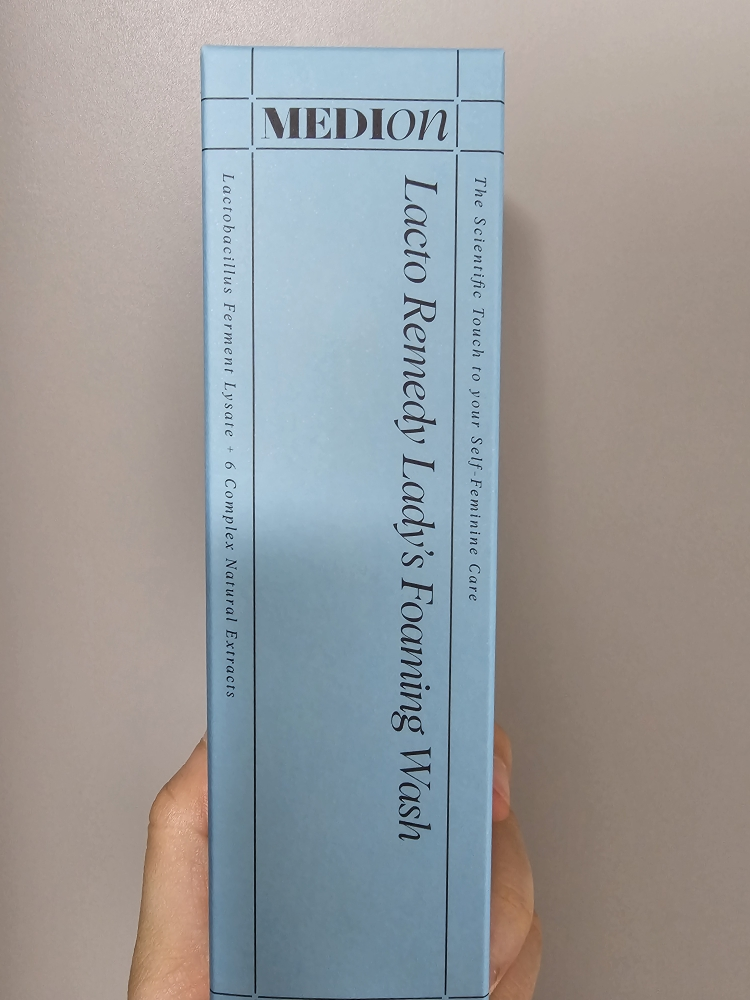 MEDIon
The Scientific Touch to your Self-Feminine Care
Lacto Remedy Lady's Foaming Wash
Lactobacillus Ferment Lysate + 6 Complex Natural Extracts